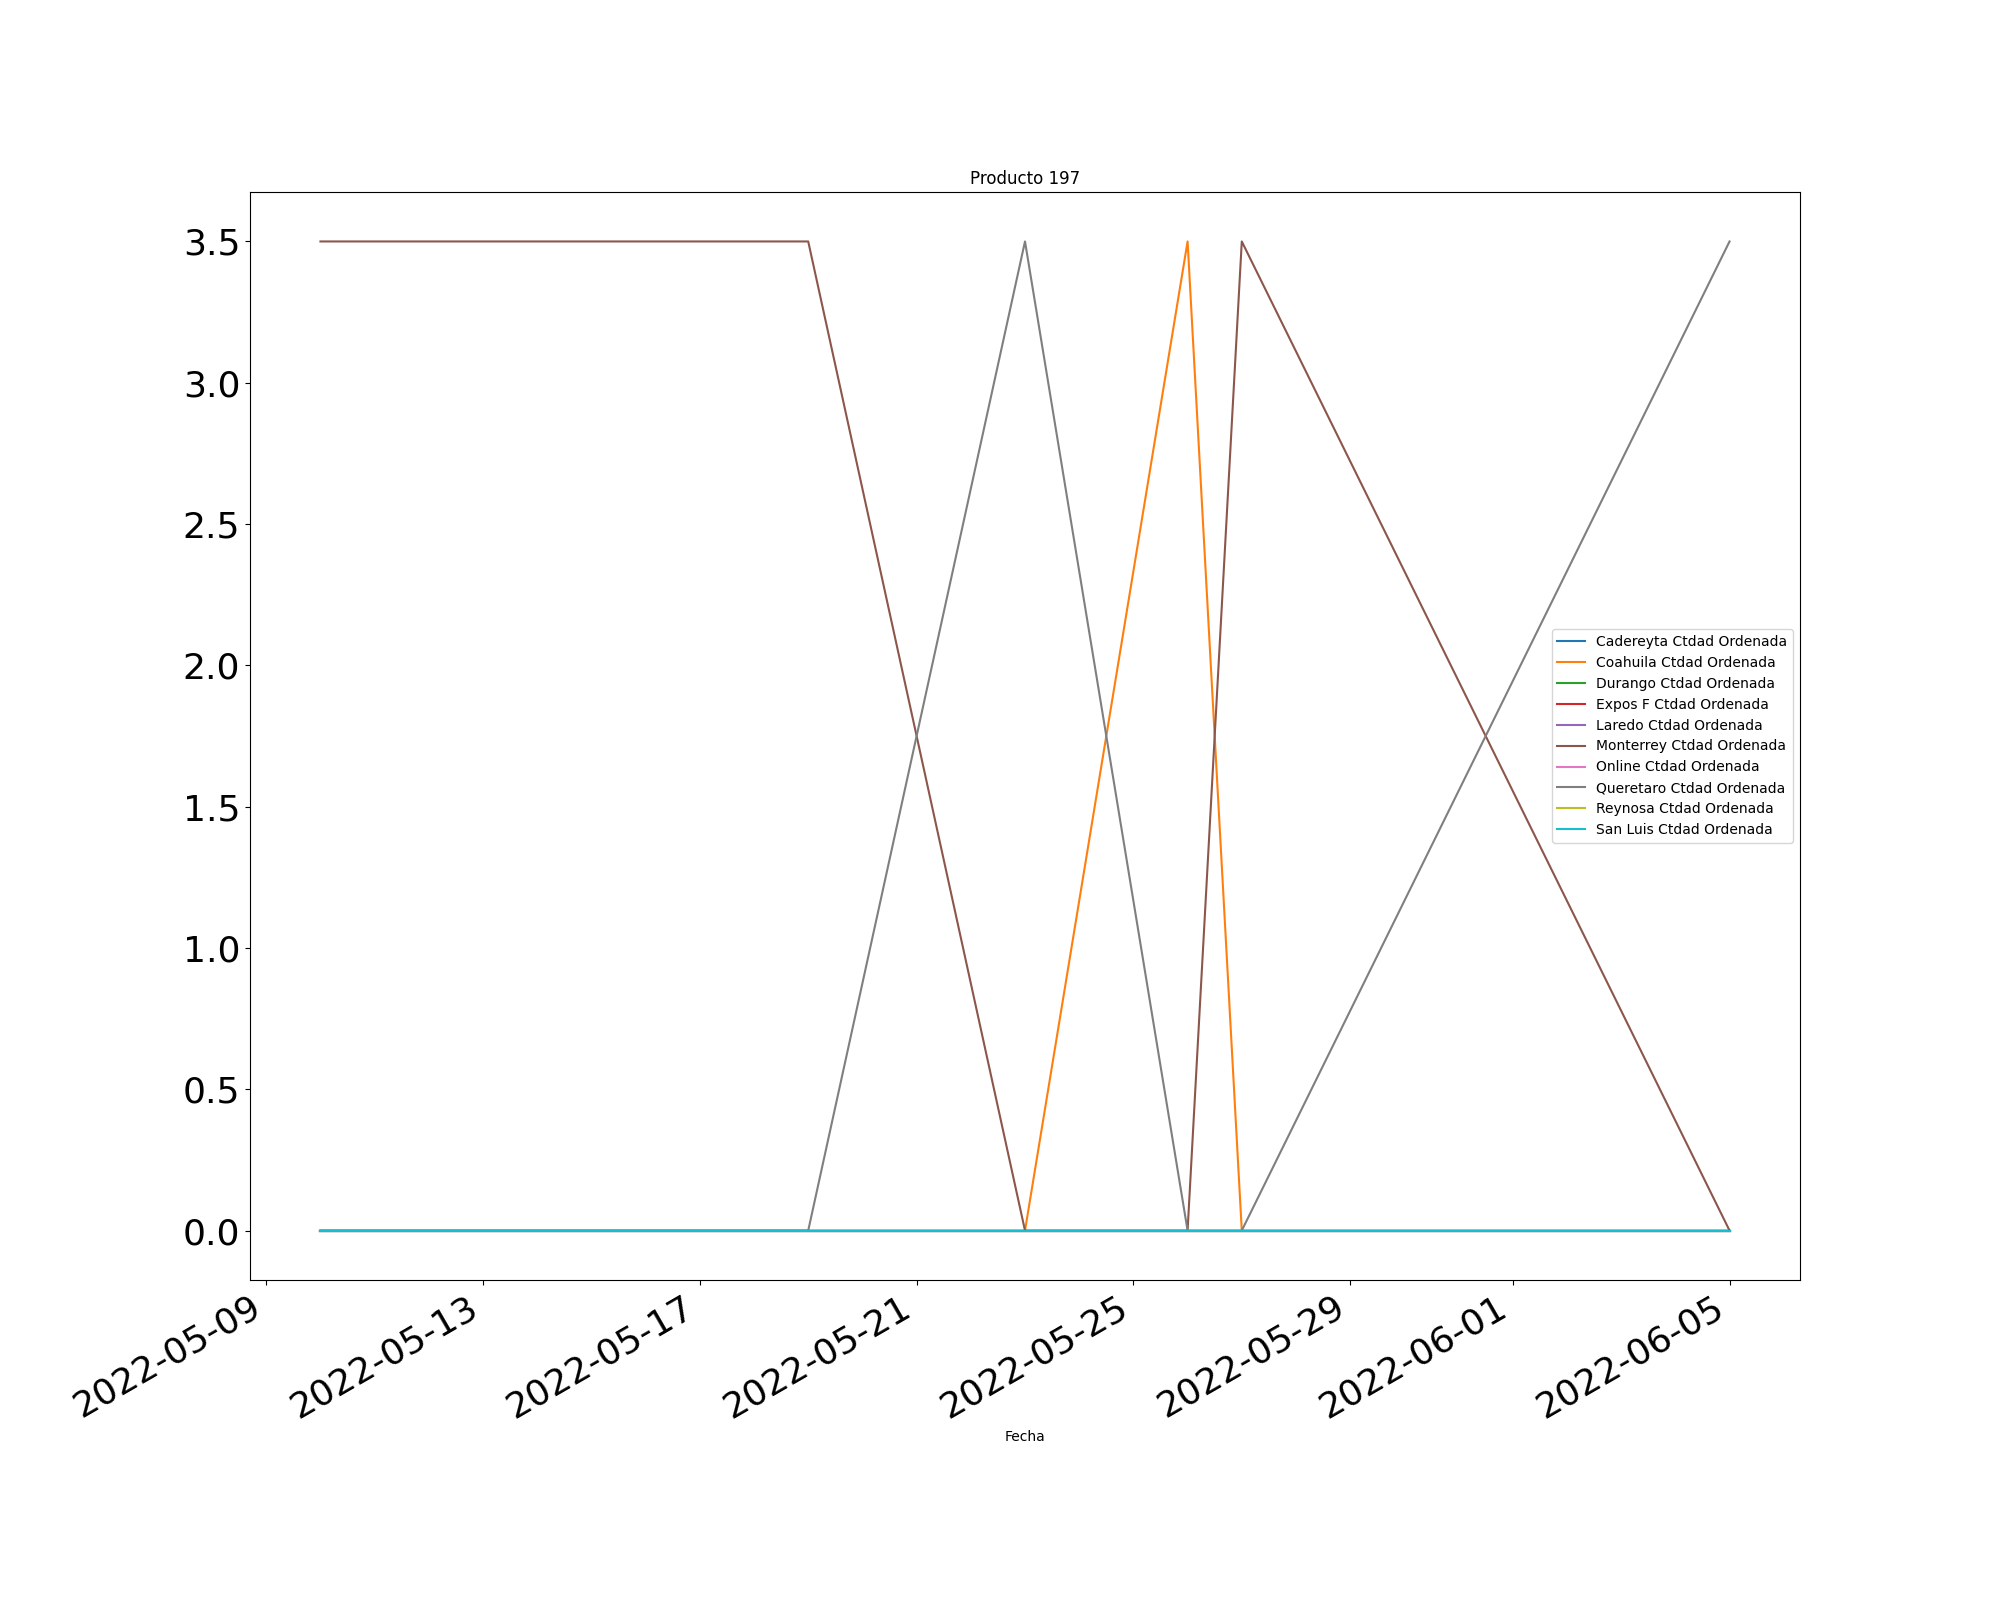 Producto 197
3.5
3.0
2.5
2.0
1.5
1.0
0.5
0.0
Cadereyta Ctdad Ordenada
Coahuila Ctdad Ordenada
Durango Ctdad Ordenada
Expos F Ctdad Ordenada
Laredo Ctdad Ordenada
Monterrey Ctdad Ordenada
Online Ctdad Ordenada
Queretaro Ctdad Ordenada
Reynosa Ctdad Ordenada
San Luis Ctdad Ordenada
2022-05-09
2022-05-13
2022-05-17
2022-05-21
2022-05-25
2022-05-29
2022-06-01
2022-06-05
Fecha